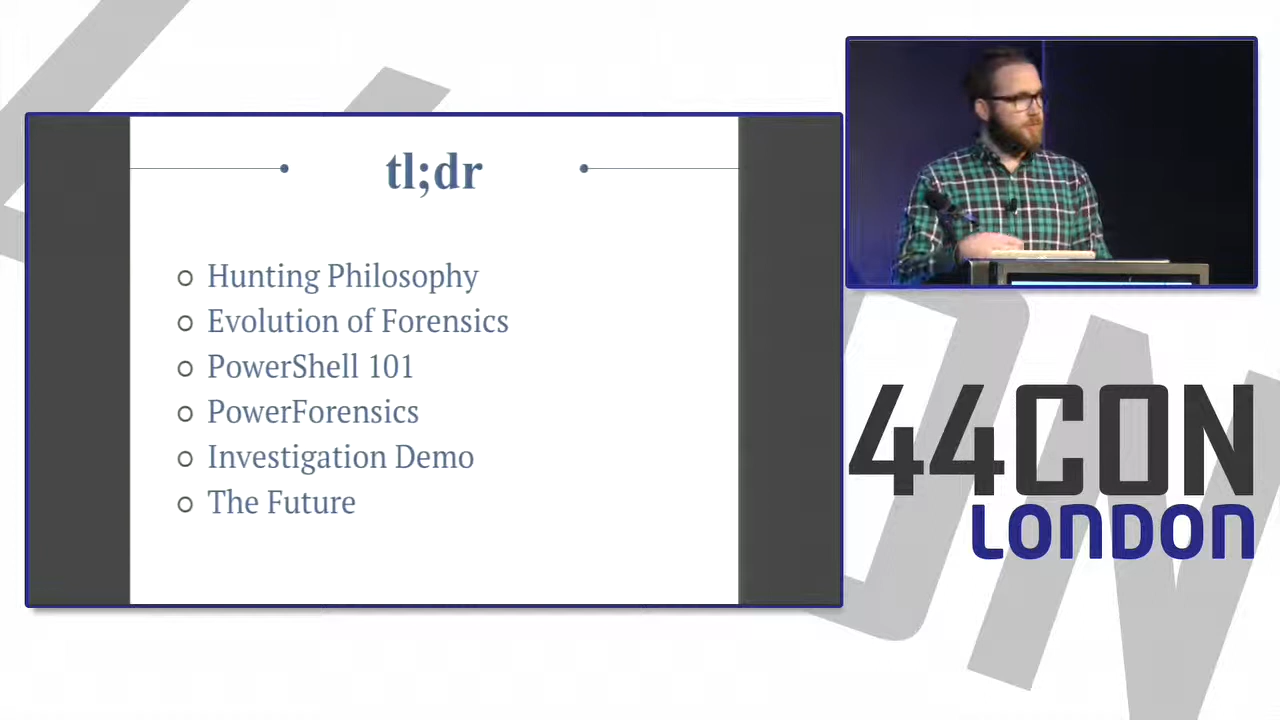 tl;dr
Hunting Philosophy
Evolution of Forensics
PowerShell 101
PowerForensics
Investigation Demo
The Future
44CON
LONDON